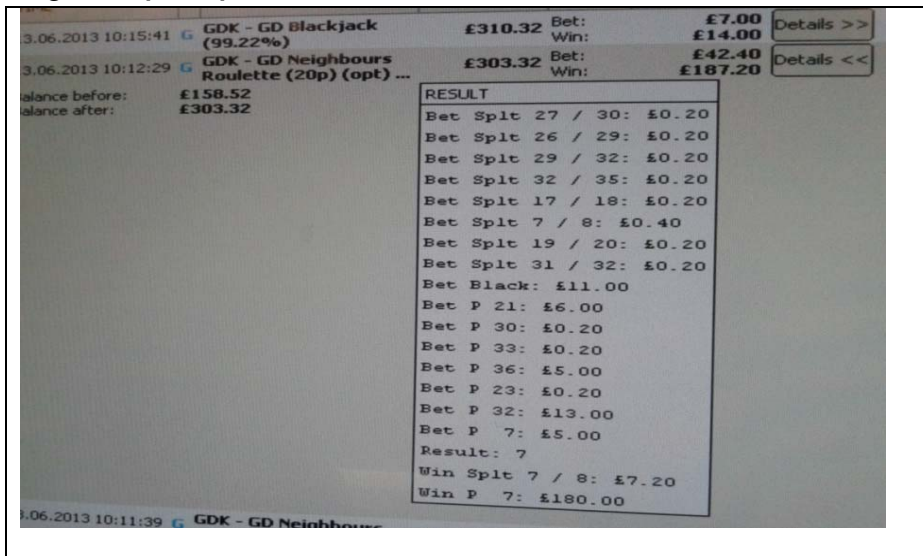 3.06.2013 10:15:41 G GDK - GD Blackjack (99.22%) £310.32 Bet: £7.00 Win: £14.00 Details >>
3.06.2013 10:12:29 G GDK - GD Neighbours Roulette (20p) (opt) ... £303.32 Bet: £42.40 Win: £187.20 Details <<
alance before: £158.52
alance after: £303.32
RESULT
Bet Splt 27 / 30: £0.20
Bet Splt 26 / 29: £0.20
Bet Splt 29 / 32: £0.20
Bet Splt 32 / 35: £0.20
Bet Splt 17 / 18: £0.20
Bet Splt 7 / 8: £0.40
Bet Splt 19 / 20: £0.20
Bet Splt 31 / 32: £0.20
Bet Black: £11.00
Bet P 21: £6.00
Bet P 30: £0.20
Bet P 33: £0.20
Bet P 36: £5.00
Bet P 23: £0.20
Bet P 32: £13.00
Bet P 7: £5.00
Result: 7
Win Splt 7 / 8: £7.20
Win P 7: £180.00
3.06.2013 10:11:39 G GDK - GD Neighbours